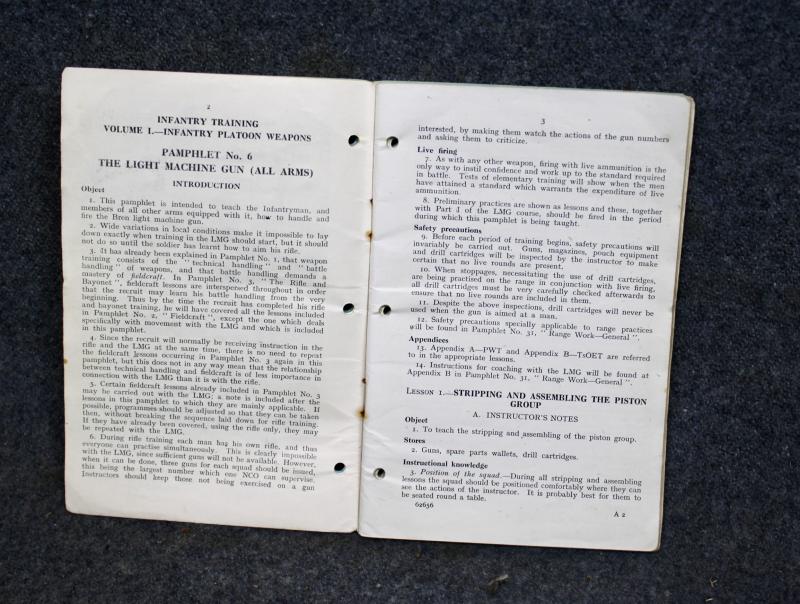 2
INFANTRY TRAINING
VOLUME I.—INFANTRY PLATOON WEAPONS
PAMPHLET No. 6
THE LIGHT MACHINE GUN (ALL ARMS)
INTRODUCTION
Object
1. This pamphlet is intended to teach the Infantryman, and
members of all other arms equipped with it, how to handle and
fire the Bren light machine gun.
2. Wide variations in local conditions make it impossible to lay
down exactly when training in the LMG should start, but it should
not do so until the soldier has learnt how to aim his rifle.
3. It has already been explained in Pamphlet No. 1, that weapon
training consists of the " technical handling " and " battle
handling " of weapons, and that battle handling demands a
mastery of fieldcraft. In Pamphlet No. 3, "The Rifle and
Bayonet ", fieldcraft lessons are interspersed throughout in order
that the recruit may learn his battle handling from the very
beginning. Thus by the time the recruit has completed his rifle
and bayonet training, he will have covered all the lessons included
in Pamphlet No. 2, " Fieldcraft ", except the one which deals
specifically with movement with the LMG and which is included
in this pamphlet.
4. Since the recruit will normally be receiving instruction in the
rifle and LMG at the same time, there is no need to repeat
the fieldcraft lessons occurring in Pamphlet No. 3 again in this
pamphlet, but this does not in any way mean that the relationship
between technical handling and fieldcraft is of less importance in
connection with the LMG than it is with the rifle.
5. Certain fieldcraft lessons already included in Pamphlet No. 3
may be carried out with the LMG; a note is included after the
lessons in this pamphlet to which they are mainly applicable. If
possible, programmes should be adjusted so that they can be taken
then, without breaking the sequence laid down for rifle training.
If they have already been covered, using the rifle only, they may
be repeated with the LMG.
6. During rifle training each man has his own rifle, and thus
everyone can practise simultaneously. This is clearly impossible
with the LMG, since sufficient guns will not be available. However,
when it can be done, three guns for each squad should be issued,
this being the largest number which one NCO can supervise.
Instructors should keep those not being exercised on a gun
3
interested, by making them watch the actions of the gun numbers
and asking them to criticize.
Live firing
7. As with any other weapon, firing with live ammunition is the
only way to instil confidence and work up to the standard required
in battle. Tests of elementary training will show when the men
have attained a standard which warrants the expenditure of live
ammunition.
8. Preliminary practices are shown as lessons and these, together
with Part I of the LMG course, should be fired in the period
during which this pamphlet is being taught.
Safety precautions
9. Before each period of training begins, safety precautions will
invariably be carried out. Guns, magazines, pouch equipment
and drill cartridges will be inspected by the instructor to make
certain that no live rounds are present.
10. When stoppages, necessitating the use of drill cartridges,
are being practised on the range in conjunction with live firing,
all drill cartridges must be very carefully checked afterwards to
ensure that no live rounds are included in them.
11. Despite the above inspections, drill cartridges will never be
used when the gun is aimed at a man.
12. Safety precautions specially applicable to range practices
will be found in Pamphlet No. 31, " Range Work—General ".
Appendices
13. Appendix A—PWT and Appendix B—TsOET are referred
to in the appropriate lessons.
14. Instructions for coaching with the LMG will be found at
Appendix B in Pamphlet No. 31, " Range Work—General ".
LESSON 1.—STRIPPING AND ASSEMBLING THE PISTON
GROUP
A. INSTRUCTOR'S NOTES
Object
1. To teach the stripping and assembling of the piston group.
Stores
2. Guns, spare parts wallets, drill cartridges.
Instructional knowledge
3. Position of the squad.—During all stripping and assembling
lessons the squad should be positioned comfortably where they can
see the actions of the instructor. It is probably best for them to
be seated round a table.
62656
A 2